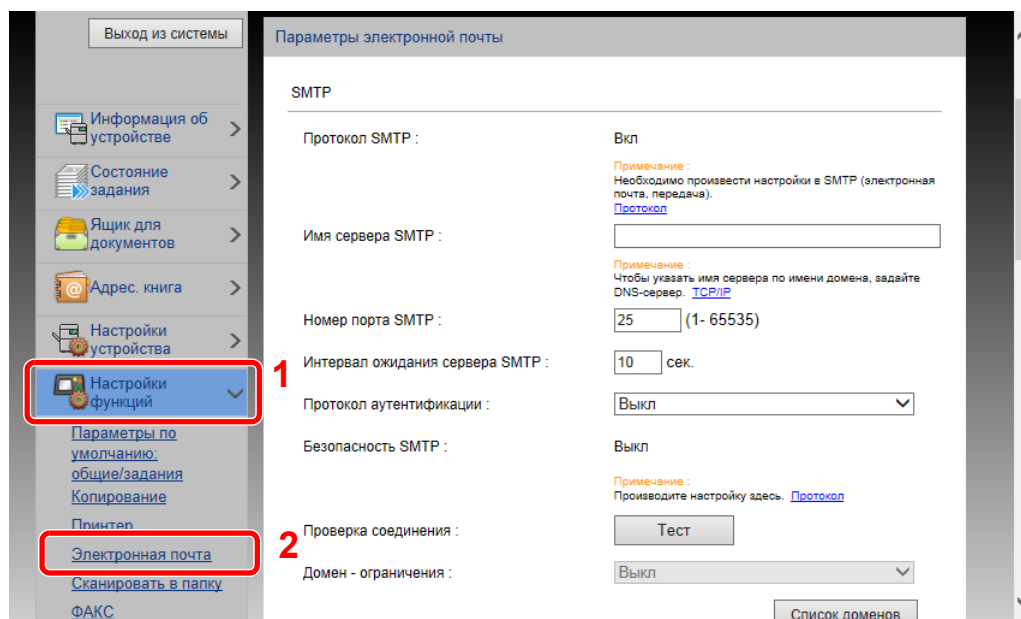 Выход из системы
Информация об
устройстве
Состояние
задания
Ящик для
документов
Адрес. книга
Настройки
устройства
1
Настройки
функций
Параметры по
умолчанию:
общие/задания
Копирование
Принтер
2
Электронная почта
Сканировать в папку
ФАКС
Параметры электронной почты
SMTP
Протокол SMTP : Вкл
Примечание :
Необходимо произвести настройки в SMTP (электронная
почта, передача).
Протокол
Имя сервера SMTP :
Примечание :
Чтобы указать имя сервера по имени домена, задайте
DNS-сервер. TCP/IP
Номер порта SMTP : 25 (1- 65535)
Интервал ожидания сервера SMTP : 10 сек.
Протокол аутентификации : Выкл
Безопасность SMTP : Выкл
Примечание :
Производите настройку здесь. Протокол
Проверка соединения : Тест
Домен - ограничения : Выкл
Список доменов